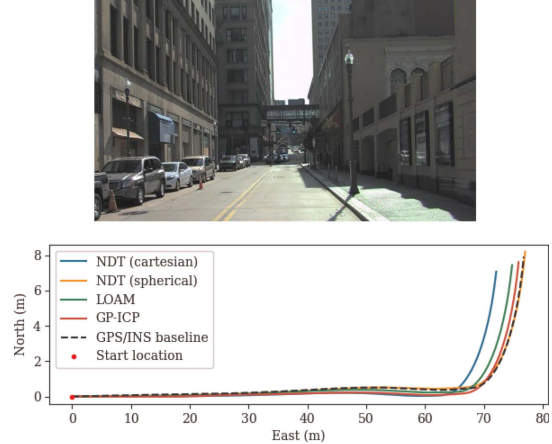 NDT (cartesian)
NDT (spherical)
LOAM
GP-ICP
GPS/INS baseline
Start location
North (m)
8
6
4
2
0
0 10 20 30 40 50 60 70 80
East (m)